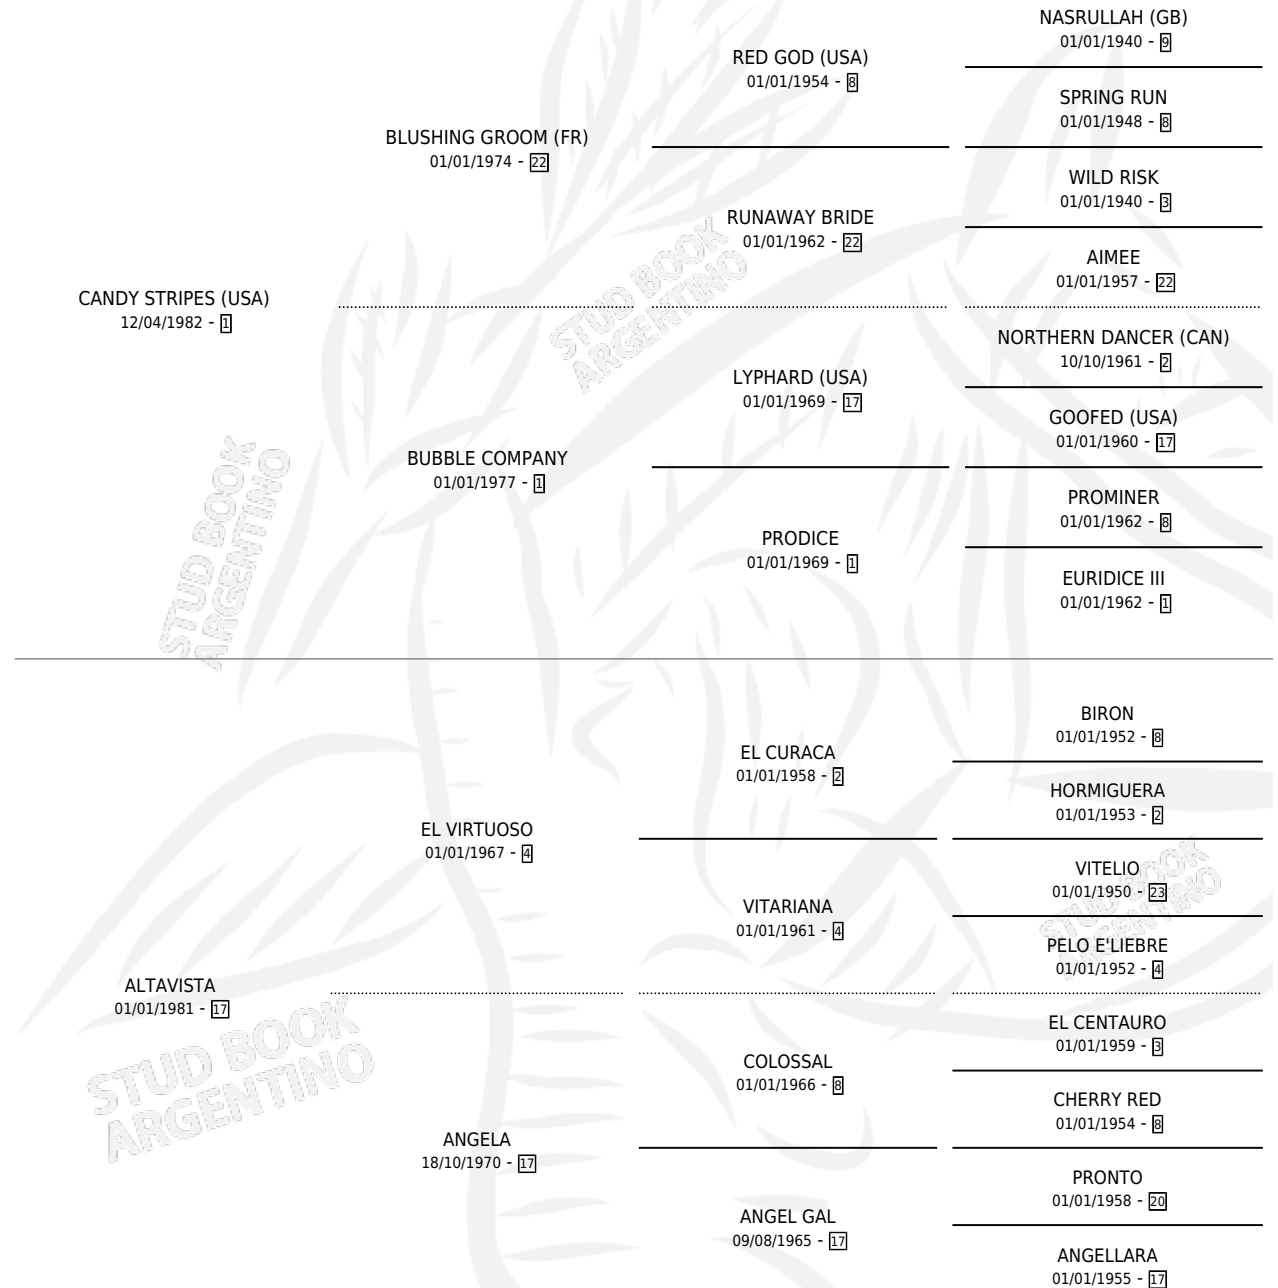 NASRULLAH (GB)
01/01/1940 - 9
RED GOD (USA)
01/01/1954 - 8
SPRING RUN
01/01/1948 - 8
BLUSHING GROOM (FR)
01/01/1974 - 22
WILD RISK
01/01/1940 - 3
RUNAWAY BRIDE
01/01/1962 - 22
AIMEE
01/01/1957 - 22
CANDY STRIPES (USA)
12/04/1982 - 1
STUD BOOK
ARGENTINO
NORTHERN DANCER (CAN)
10/10/1961 - 2
LYPHARD (USA)
01/01/1969 - 17
GOOFED (USA)
01/01/1960 - 17
BUBBLE COMPANY
01/01/1977 - 1
PROMINER
01/01/1962 - 8
PRODICE
01/01/1969 - 1
EURIDICE III
01/01/1962 - 1
STUD BOOK
ARGENTINO
BIRON
01/01/1952 - 8
EL CURACA
01/01/1958 - 2
HORMIGUERA
01/01/1953 - 2
EL VIRTUOSO
01/01/1967 - 4
VITELIO
01/01/1950 - 23
VITARIANA
01/01/1961 - 4
STUD BOOK
ARGENTINO
PELO E'LIEBRE
01/01/1952 - 4
ALTAVISTA
01/01/1981 - 17
EL CENTAURO
01/01/1959 - 3
COLOSSAL
01/01/1966 - 8
CHERRY RED
01/01/1954 - 8
STUD BOOK
ARGENTINO
ANGELA
18/10/1970 - 17
PRONTO
01/01/1958 - 20
ANGEL GAL
09/08/1965 - 17
ANGELLARA
01/01/1955 - 17